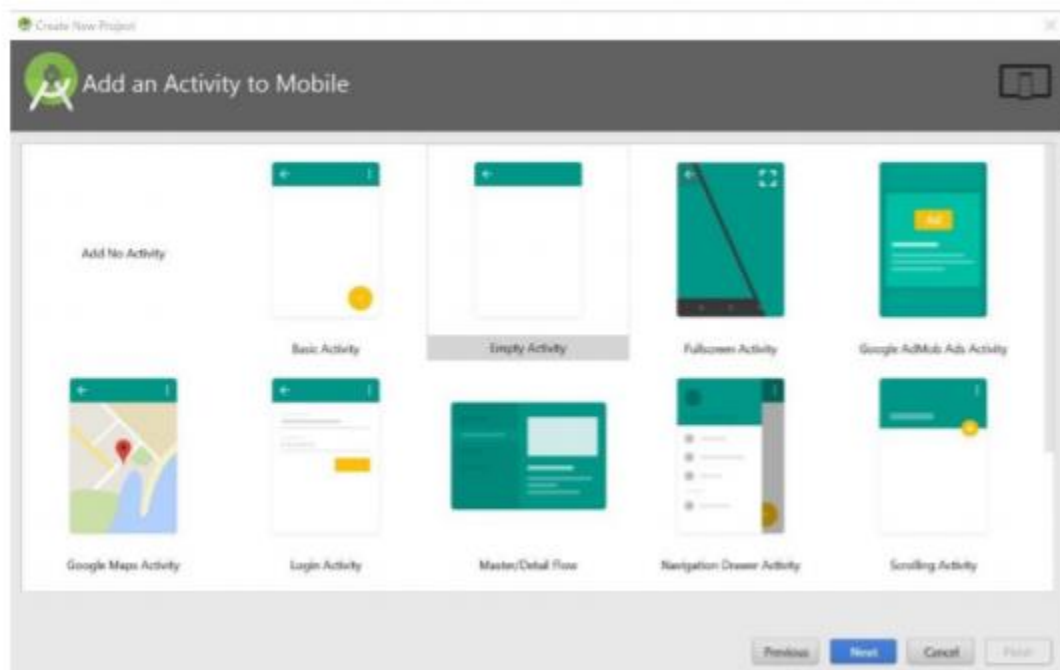 Create New Project
Add an Activity to Mobile
Add No Activity
Basic Activity
Empty Activity
Fullscreen Activity
Google AdMob Ads Activity
Ad
Google Maps Activity
Login Activity
Master/Detail Flow
Navigation Drawer Activity
Scrolling Activity
Previous
Next
Cancel
Finish